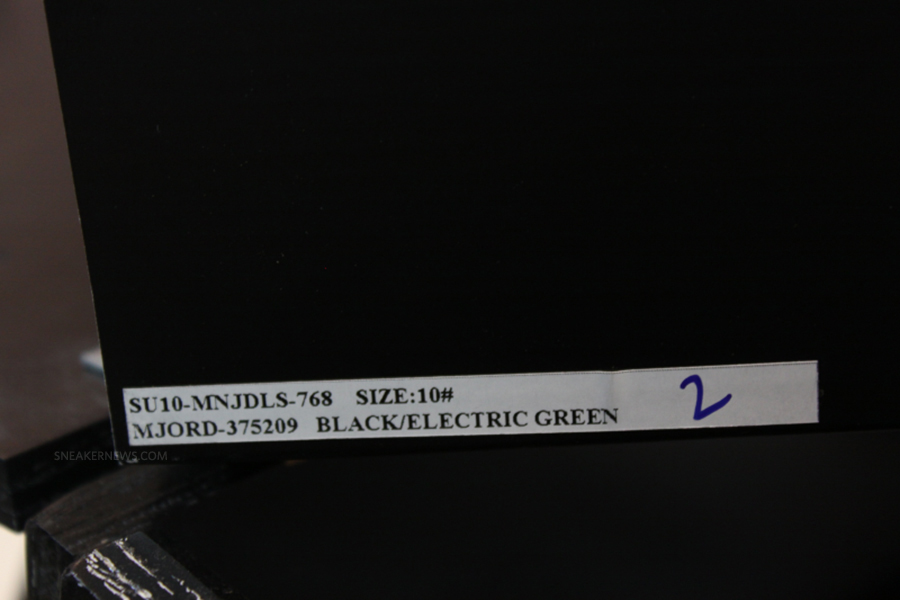 SU10-MNJDLS-768 SIZE:10#
MJORD-375209 BLACK/ELECTRIC GREEN
2
SNEAKERNEWS.COM